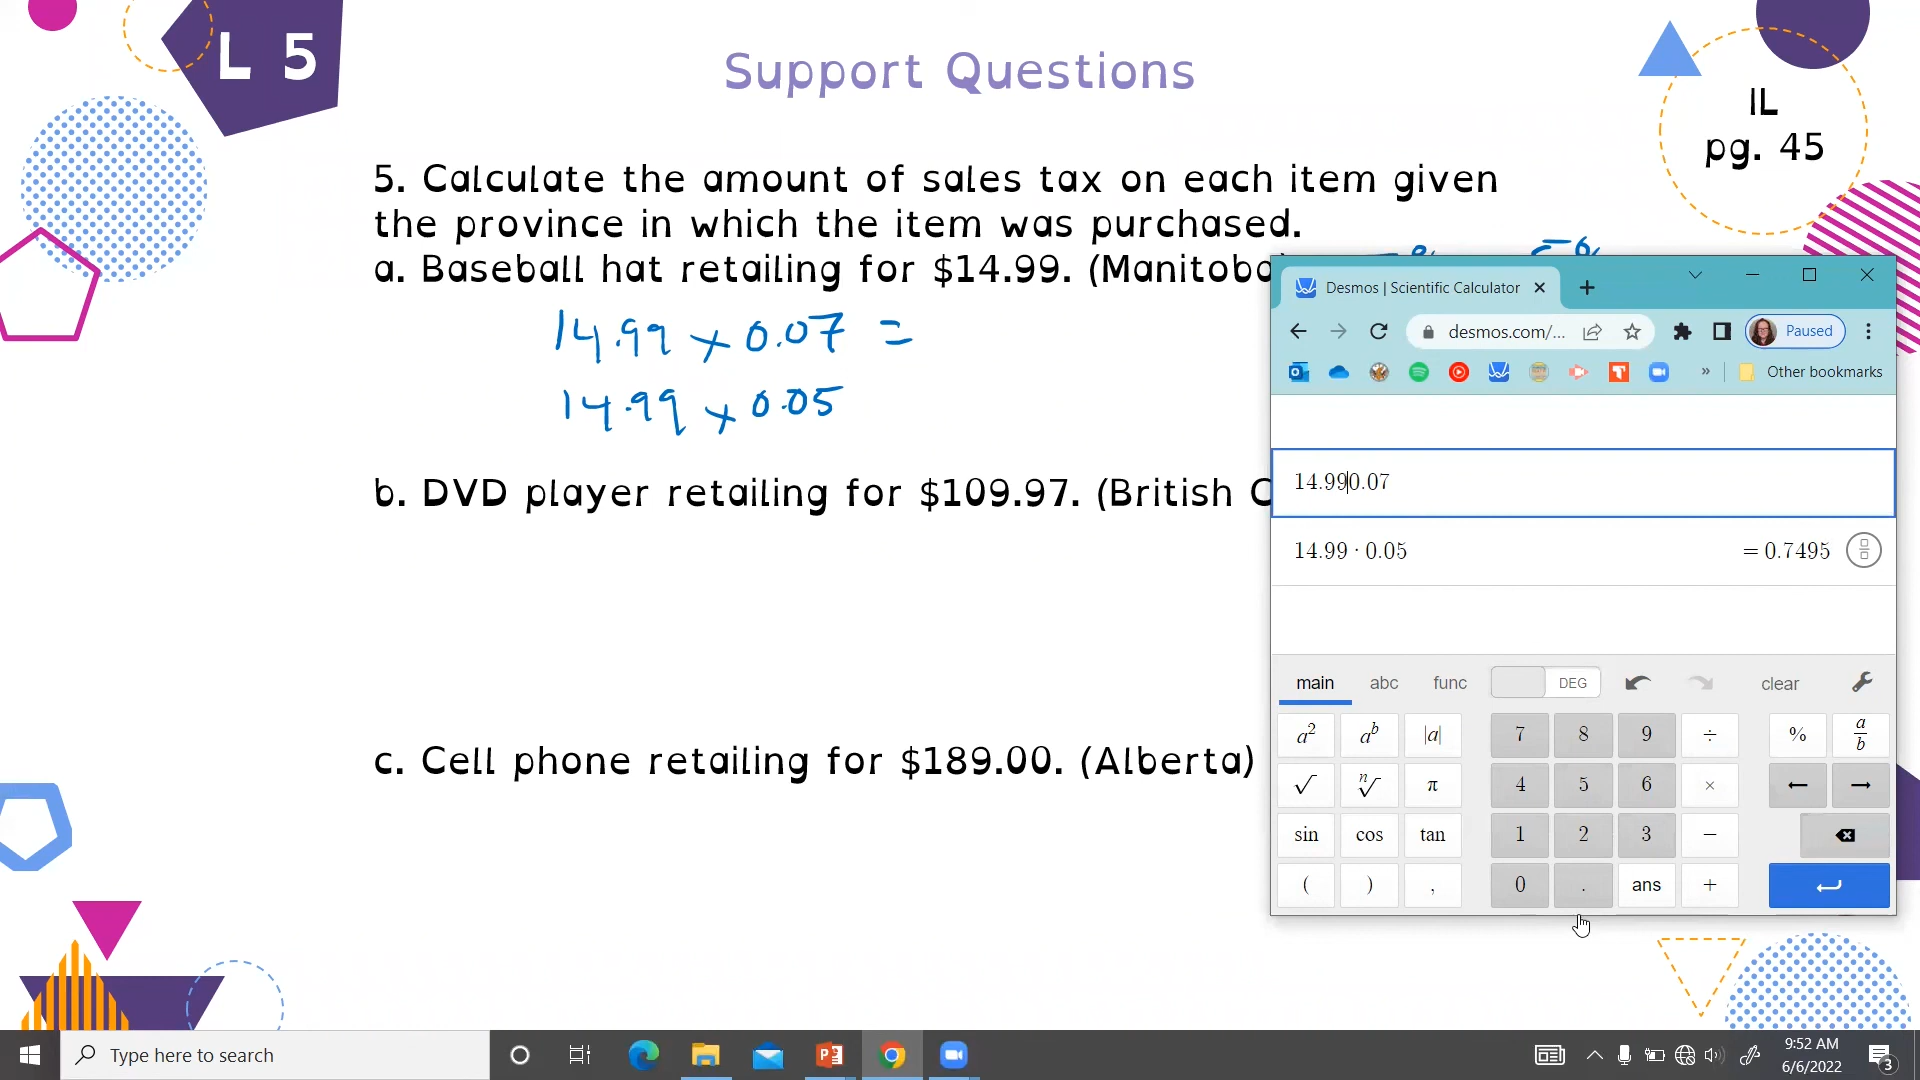 L 5
Support Questions
IL
pg. 45
5. Calculate the amount of sales tax on each item given
the province in which the item was purchased.
a. Baseball hat retailing for $14.99. (Manitoba)
14.99 x 0.07 =
14.99 x 0.05
b. DVD player retailing for $109.97. (British C
c. Cell phone retailing for $189.00. (Alberta)
Desmos | Scientific Calculator
desmos.com/...
Paused
» Other bookmarks
14.990.07
14.99 · 0.05 = 0.7495
main abc func DEG clear
a² aᵇ |a| 7 8 9 ÷ % a/b
√ ⁿ√ π 4 5 6 × ← →
sin cos tan 1 2 3 −
( ) , 0 . ans +
Type here to search
9:52 AM
6/6/2022
3